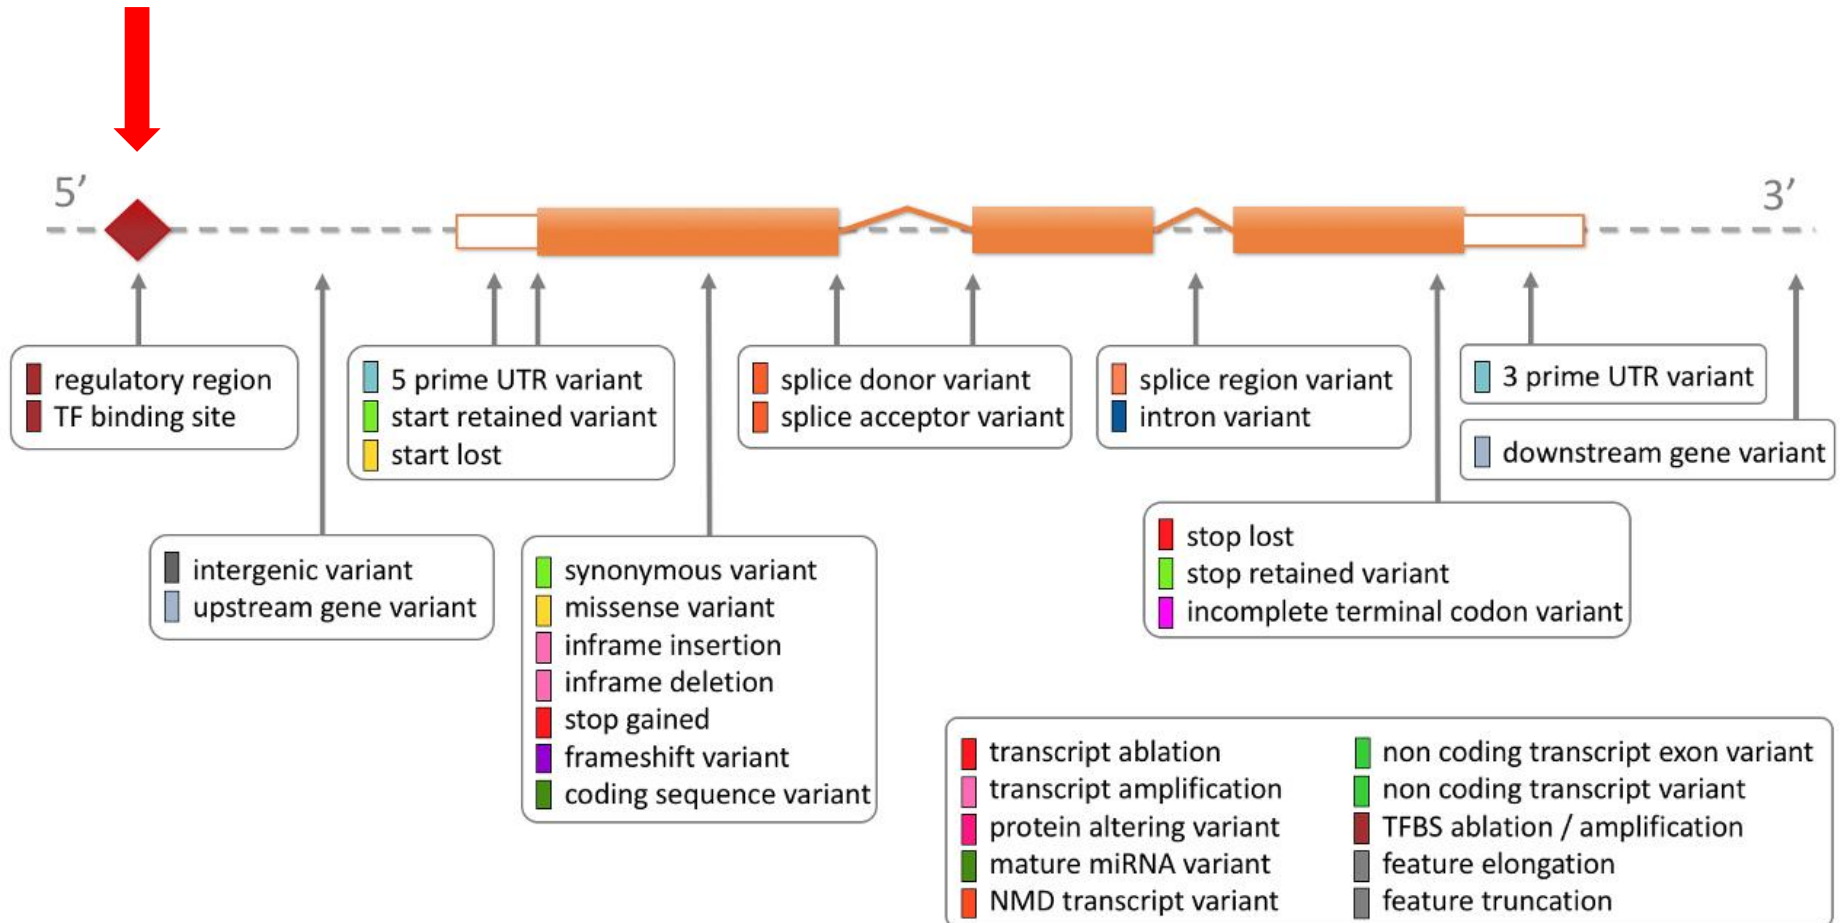 5′
3′
regulatory region
TF binding site
5 prime UTR variant
start retained variant
start lost
splice donor variant
splice acceptor variant
splice region variant
intron variant
3 prime UTR variant
downstream gene variant
intergenic variant
upstream gene variant
synonymous variant
missense variant
inframe insertion
inframe deletion
stop gained
frameshift variant
coding sequence variant
stop lost
stop retained variant
incomplete terminal codon variant
transcript ablation
transcript amplification
protein altering variant
mature miRNA variant
NMD transcript variant
non coding transcript exon variant
non coding transcript variant
TFBS ablation / amplification
feature elongation
feature truncation